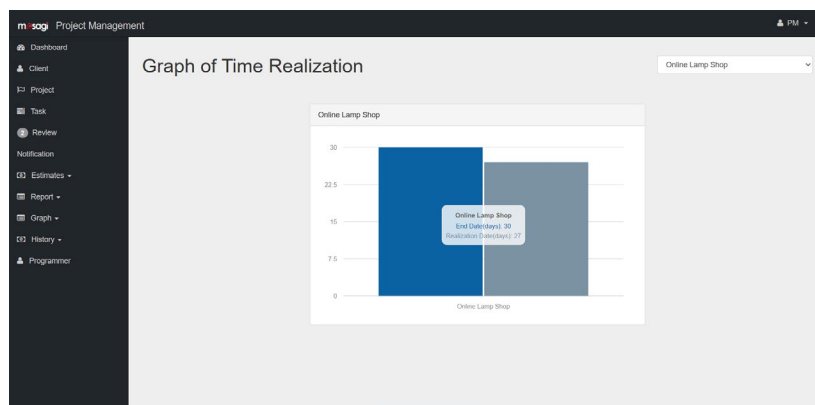 mosagi Project Management
PM
Dashboard
Client
Project
Task
2 Review
Notification
Estimates
Report
Graph
History
Programmer
Graph of Time Realization
Online Lamp Shop
Online Lamp Shop
30
22.5
15
7.5
0
Online Lamp Shop
End Date(days): 30
Realization Date(days): 27
Online Lamp Shop